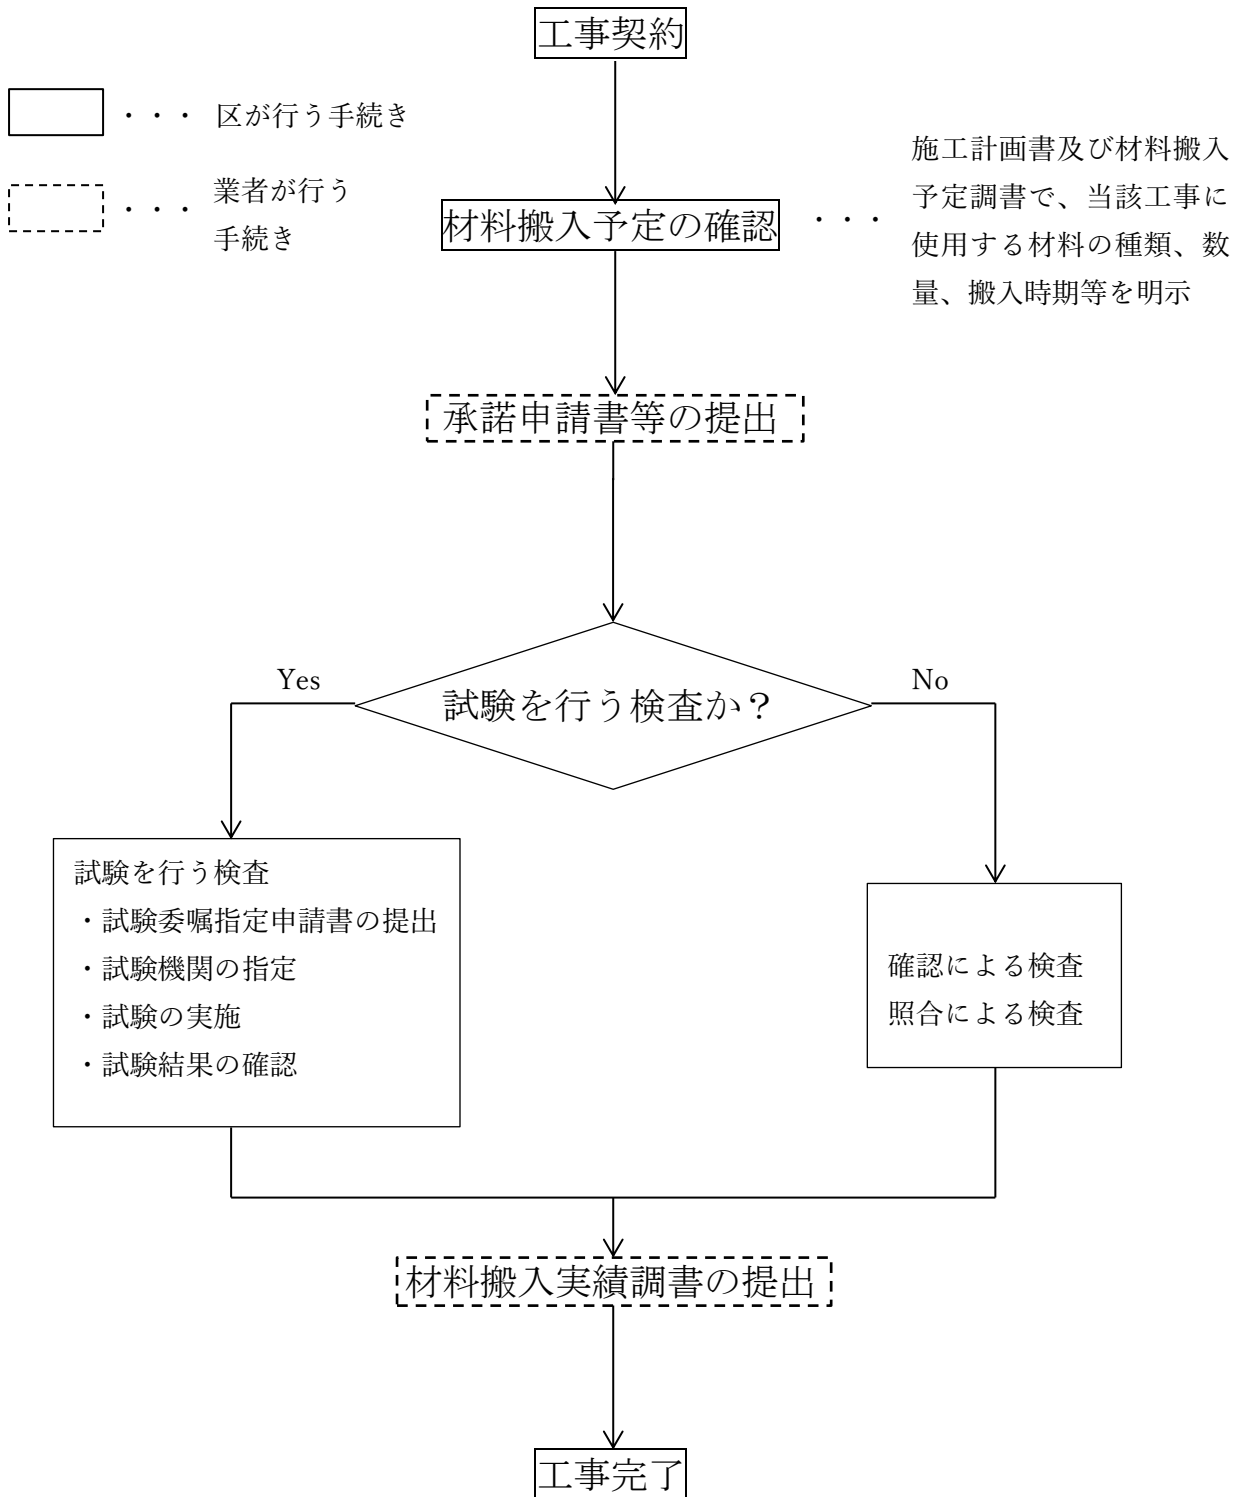 工事契約
・・・ 区が行う手続き
・・・ 業者が行う
手続き
材料搬入予定の確認
・・・
施工計画書及び材料搬入
予定調書で、当該工事に
使用する材料の種類、数
量、搬入時期等を明示
承諾申請書等の提出
試験を行う検査か？
Yes
No
試験を行う検査
・試験委嘱指定申請書の提出
・試験機関の指定
・試験の実施
・試験結果の確認
確認による検査
照合による検査
材料搬入実績調書の提出
工事完了